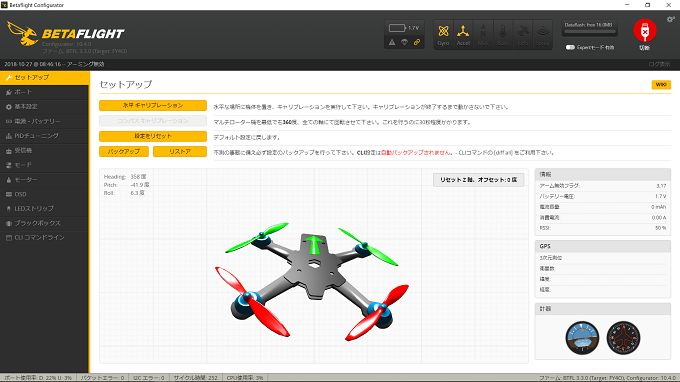 Betaflight Configurator
BETAFLIGHT
Configurator: 10.4.0
ファーム: BTFL 3.3.0 (Target: FY4O)
1.7 V
Gyro
Accel
Dataflash: free 16.0MB
Expertモード 有効
切断
2018-10-27 @ 08:46:16 -- アーミング無効
ログ表示
セットアップ
ポート
基本設定
電源・バッテリー
PIDチューニング
受信機
モード
モーター
OSD
LEDストリップ
ブラックボックス
CLI コマンドライン
セットアップ
WIKI
水平 キャリブレーション
水平な場所に機体を置き、キャリブレーションを実行して下さい。キャリブレーションが終了するまで動かさないで下さい。
コンパス キャリブレーション
マルチローター機を最低でも360度、全ての軸にて回転させて下さい。これを行うのに30秒程度かかります。
設定をリセット
デフォルト設定に戻します。
バックアップ
リストア
不測の事態に備え必ず設定のバックアップを行って下さい。CLI設定は自動バックアップされません。- CLIコマンドの{diff all}をご利用下さい。
Heading: 358 度
Pitch: -41.9 度
Roll: 6.3 度
リセット Z 軸、オフセット: 0 度
情報
アーム無効フラグ: 3,17
バッテリー電圧: 1.7 V
電流容量: 0 mAh
消費電流: 0.00 A
RSSI: 50 %
GPS
3次元測位
衛星数:
緯度:
経度:
計器
ポート使用率: D: 22% U: 3%
パケットエラー: 0
I2C エラー: 0
サイクル時間: 252
CPU使用率: 3%
ファーム: BTFL 3.3.0 (Target: FY4O), Configurator: 10.4.0